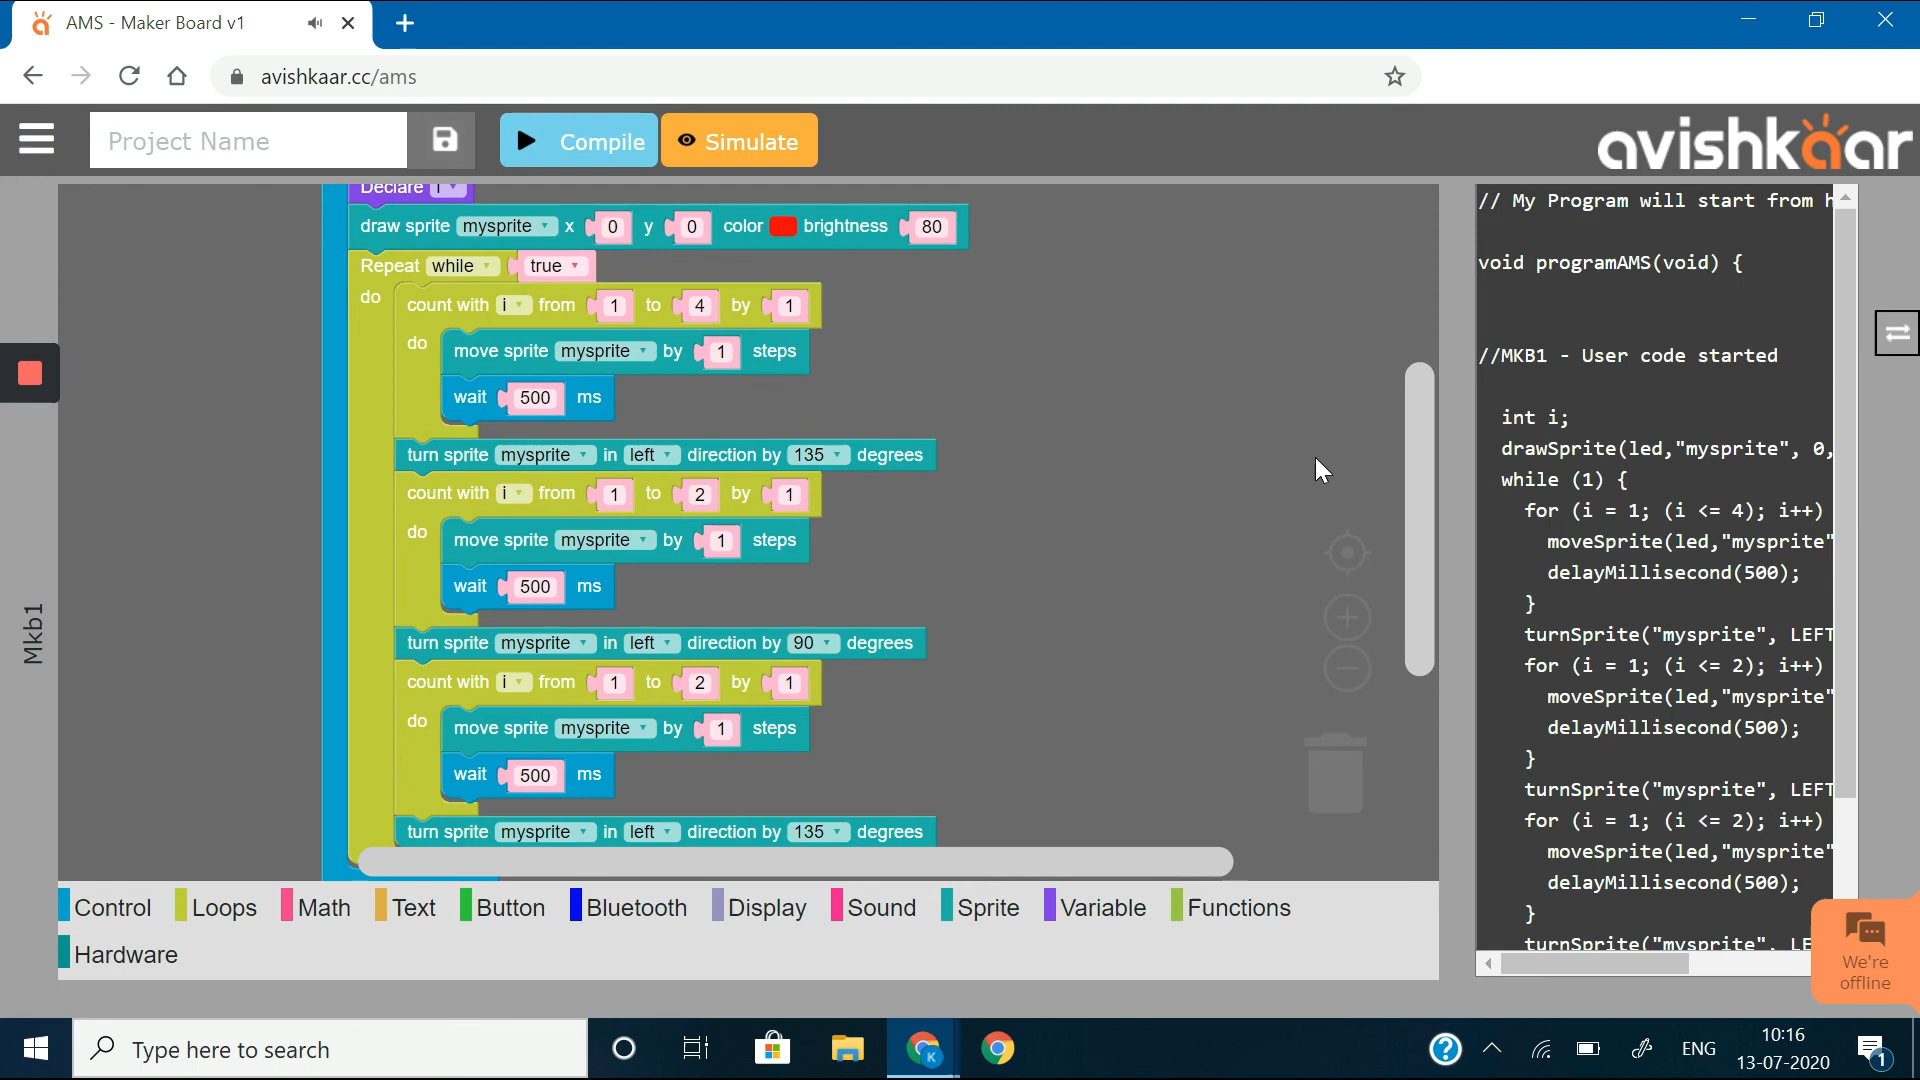 AMS - Maker Board v1
avishkaar.cc/ams
Project Name
Compile
Simulate
avishkaar
Declare i
draw sprite mysprite x 0 y 0 color brightness 80
Repeat while true
do
count with i from 1 to 4 by 1
do
move sprite mysprite by 1 steps
wait 500 ms
turn sprite mysprite in left direction by 135 degrees
count with i from 1 to 2 by 1
do
move sprite mysprite by 1 steps
wait 500 ms
turn sprite mysprite in left direction by 90 degrees
count with i from 1 to 2 by 1
do
move sprite mysprite by 1 steps
wait 500 ms
turn sprite mysprite in left direction by 135 degrees
Mkb1
Control
Loops
Math
Text
Button
Bluetooth
Display
Sound
Sprite
Variable
Functions
Hardware
// My Program will start from h
void programAMS(void) {
//MKB1 - User code started
int i;
drawSprite(led,"mysprite", 0,
while (1) {
for (i = 1; (i <= 4); i++)
moveSprite(led,"mysprite"
delayMillisecond(500);
}
turnSprite("mysprite", LEFT
for (i = 1; (i <= 2); i++)
moveSprite(led,"mysprite"
delayMillisecond(500);
}
turnSprite("mysprite", LEFT
for (i = 1; (i <= 2); i++)
moveSprite(led,"mysprite"
delayMillisecond(500);
}
turnSprite("mysprite", LE
We're
offline
Type here to search
K
ENG
10:16
13-07-2020
1